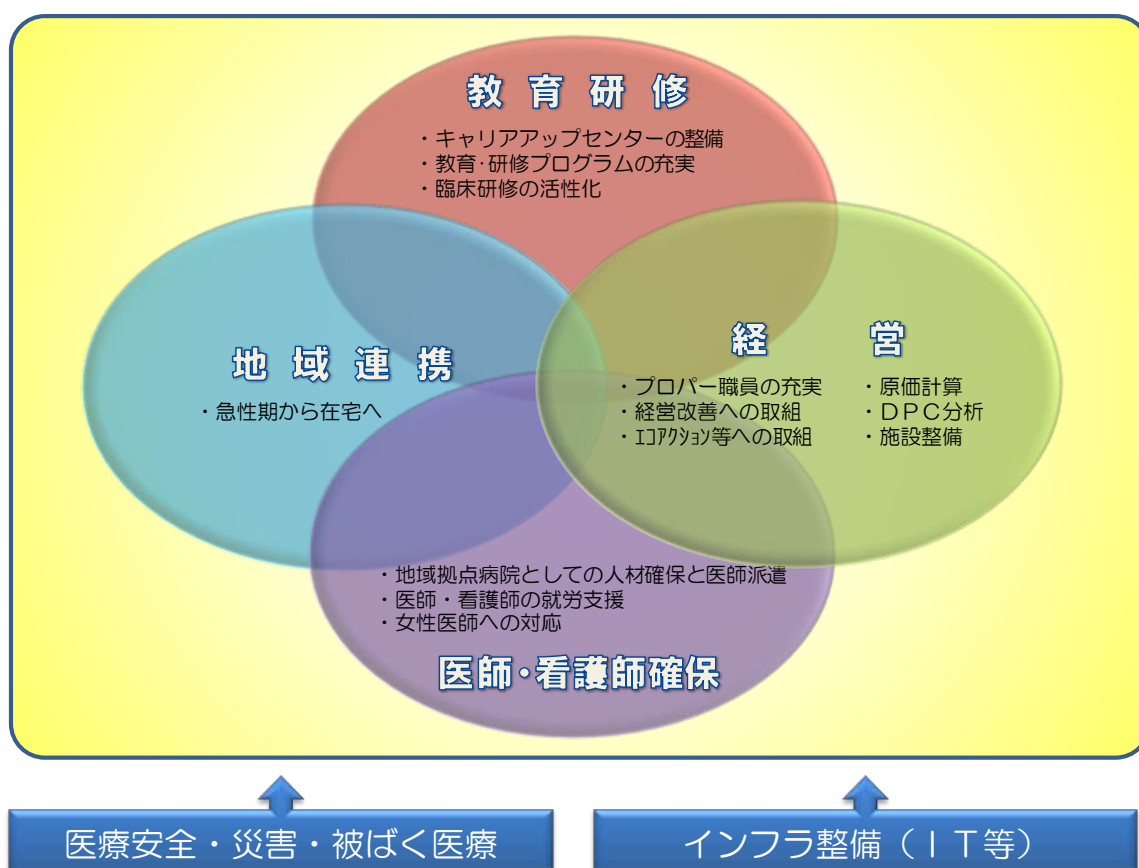 教育研修
・キャリアアップセンターの整備
・教育･研修プログラムの充実
・臨床研修の活性化
地域連携
・急性期から在宅へ
経営
・プロパー職員の充実
・経営改善への取組
・ｴｺｱｸｼｮﾝ等への取組
・原価計算
・ＤＰＣ分析
・施設整備
・地域拠点病院としての人材確保と医師派遣
・医師・看護師の就労支援
・女性医師への対応
医師･看護師確保
医療安全・災害・被ばく医療
インフラ整備（ＩＴ等）